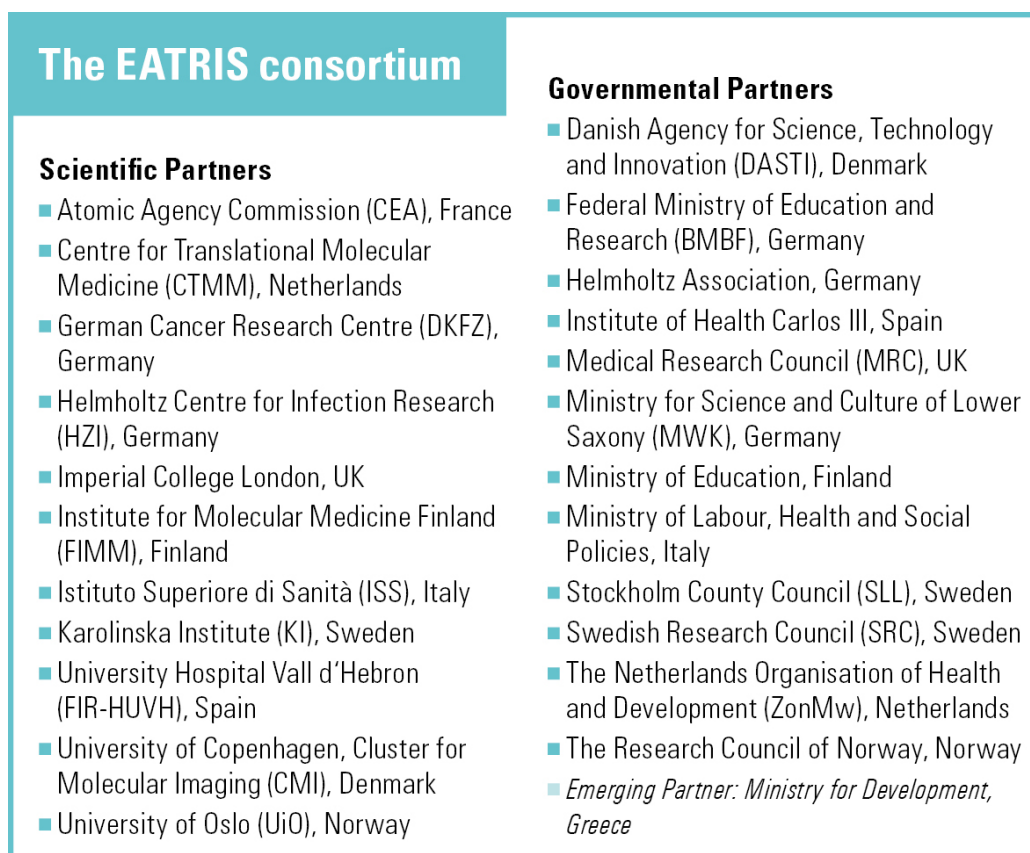 The EATRIS consortium
Scientific Partners
Atomic Agency Commission (CEA), France
Centre for Translational Molecular
Medicine (CTMM), Netherlands
German Cancer Research Centre (DKFZ),
Germany
Helmholtz Centre for Infection Research
(HZI), Germany
Imperial College London, UK
Institute for Molecular Medicine Finland
(FIMM), Finland
Istituto Superiore di Sanità (ISS), Italy
Karolinska Institute (KI), Sweden
University Hospital Vall d‘Hebron
(FIR-HUVH), Spain
University of Copenhagen, Cluster for
Molecular Imaging (CMI), Denmark
University of Oslo (UiO), Norway
Governmental Partners
Danish Agency for Science, Technology
and Innovation (DASTI), Denmark
Federal Ministry of Education and
Research (BMBF), Germany
Helmholtz Association, Germany
Institute of Health Carlos III, Spain
Medical Research Council (MRC), UK
Ministry for Science and Culture of Lower
Saxony (MWK), Germany
Ministry of Education, Finland
Ministry of Labour, Health and Social
Policies, Italy
Stockholm County Council (SLL), Sweden
Swedish Research Council (SRC), Sweden
The Netherlands Organisation of Health
and Development (ZonMw), Netherlands
The Research Council of Norway, Norway
Emerging Partner: Ministry for Development,
Greece